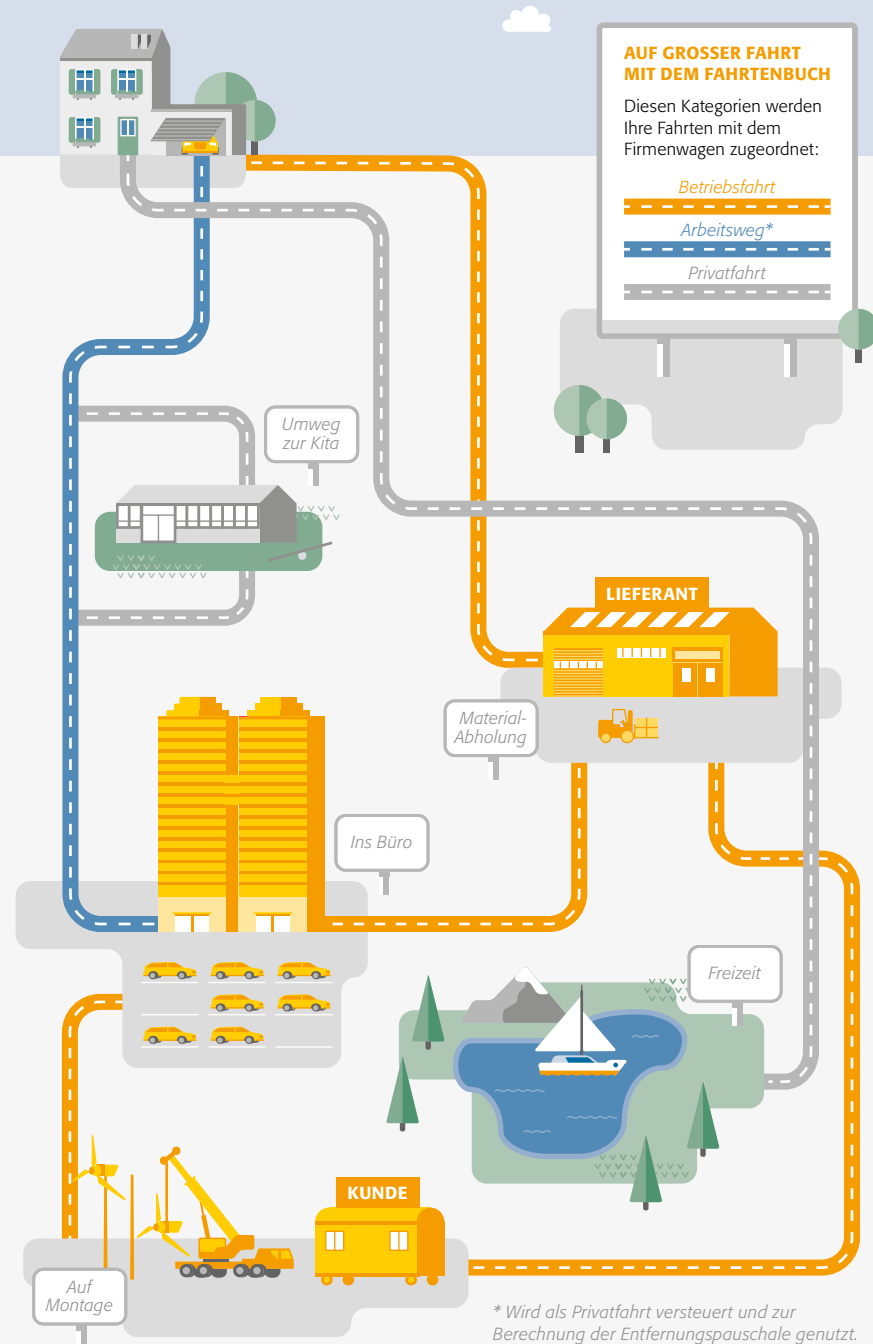 AUF GROSSER FAHRT
MIT DEM FAHRTENBUCH
Diesen Kategorien werden
Ihre Fahrten mit dem
Firmenwagen zugeordnet:
Betriebsfahrt
Arbeitsweg*
Privatfahrt
Umweg
zur Kita
LIEFERANT
Material-
Abholung
Ins Büro
Freizeit
KUNDE
Auf
Montage
* Wird als Privatfahrt versteuert und zur
Berechnung der Entfernungspauschale genutzt.